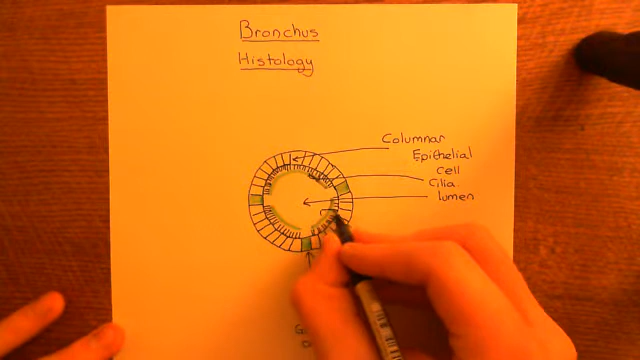 Bronchus
Histology
Columnar
Epithelial
Cell
Cilia
lumen
G